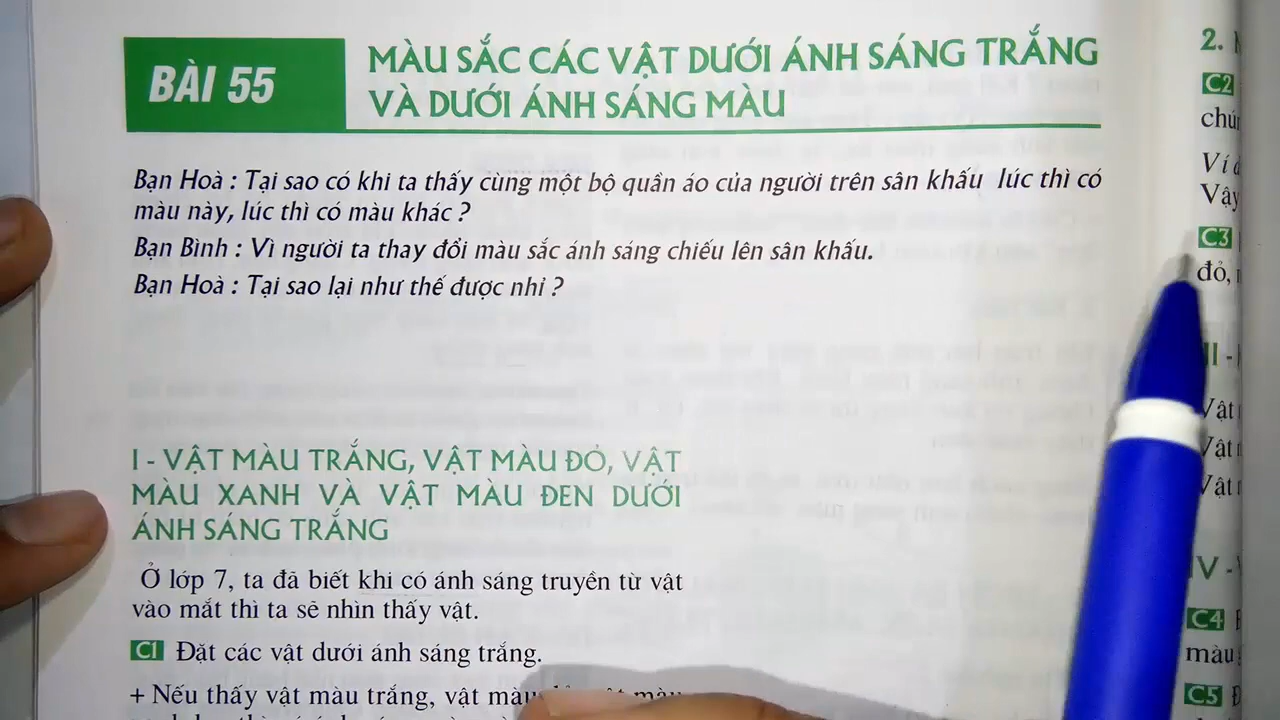 BÀI 55
MÀU SẮC CÁC VẬT DƯỚI ÁNH SÁNG TRẮNG
VÀ DƯỚI ÁNH SÁNG MÀU
Bạn Hoà : Tại sao có khi ta thấy cùng một bộ quần áo của người trên sân khấu lúc thì có
màu này, lúc thì có màu khác ?
Bạn Bình : Vì người ta thay đổi màu sắc ánh sáng chiếu lên sân khấu.
Bạn Hoà : Tại sao lại như thế được nhỉ ?
I - VẬT MÀU TRẮNG, VẬT MÀU ĐỎ, VẬT
MÀU XANH VÀ VẬT MÀU ĐEN DƯỚI
ÁNH SÁNG TRẮNG
Ở lớp 7, ta đã biết khi có ánh sáng truyền từ vật
vào mắt thì ta sẽ nhìn thấy vật.
C1 Đặt các vật dưới ánh sáng trắng.
+ Nếu thấy vật màu trắng, vật màu
2.
C2
Vậy
C3
đỏ,
IV -
C4
màu
C5